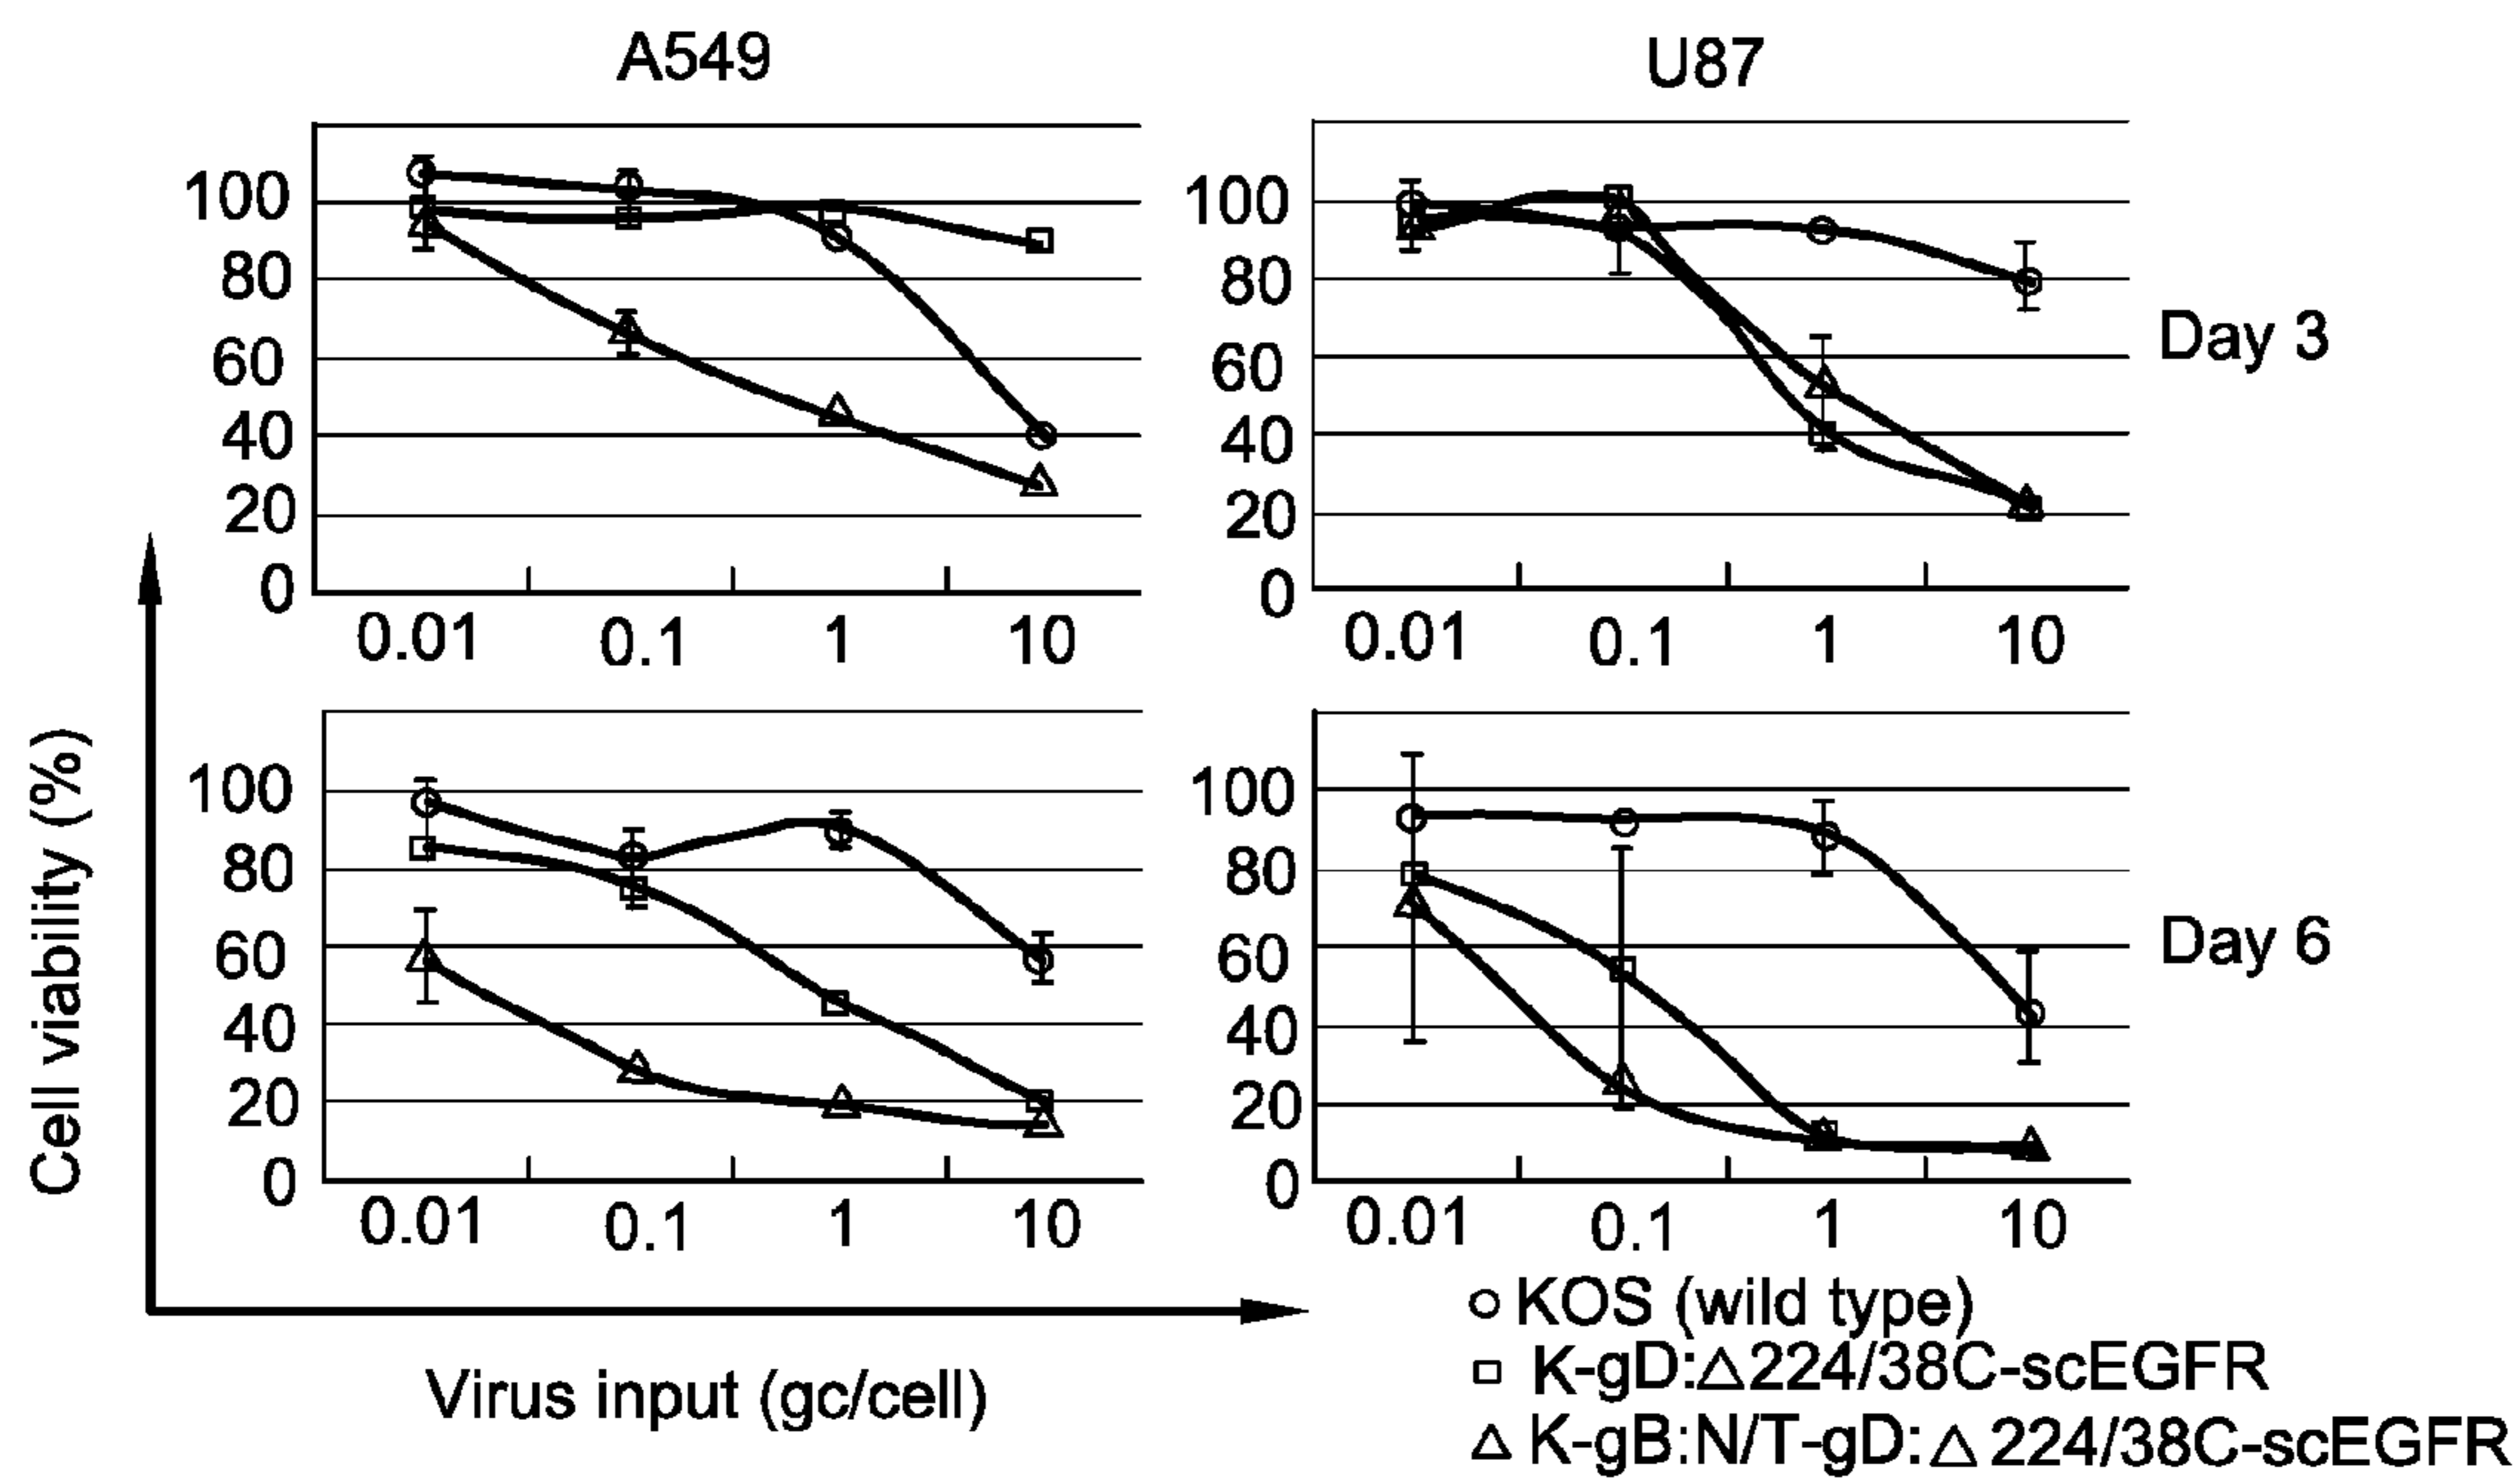 A549
U87
100
80
60
40
20
0
0.01 0.1 1 10
100
80
60
40
20
0
0.01 0.1 1 10
Day 3
100
80
60
40
20
0
0.01 0.1 1 10
100
80
60
40
20
0
0.01 0.1 1 10
Day 6
Cell viability (%)
Virus input (gc/cell)
KOS (wild type)
K-gD:△224/38C-scEGFR
K-gB:N/T-gD:△224/38C-scEGFR